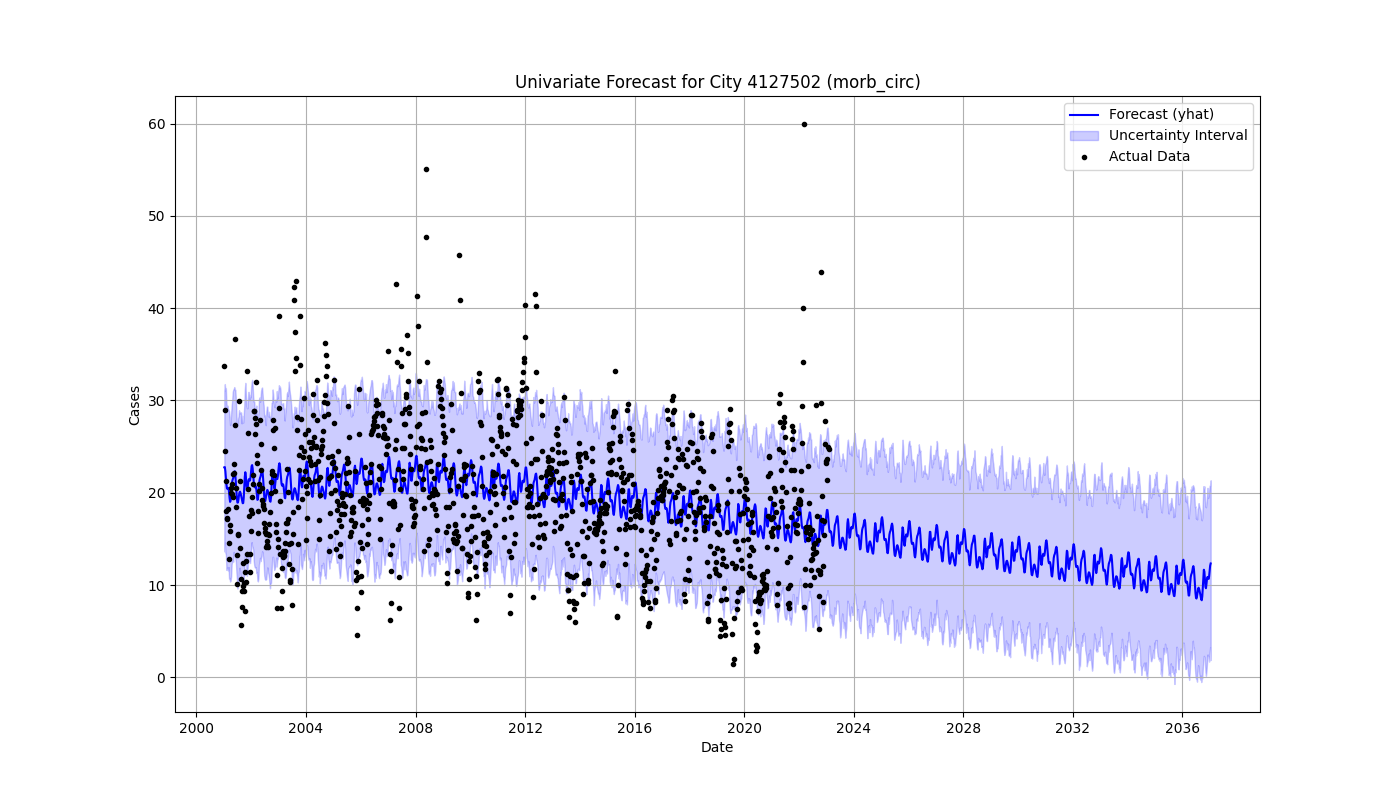 Univariate Forecast for City 4127502 (morb_circ)
Forecast (yhat)
Uncertainty Interval
Actual Data
60
50
40
30
20
10
0
Cases
2000 2004 2008 2012 2016 2020 2024 2028 2032 2036
Date